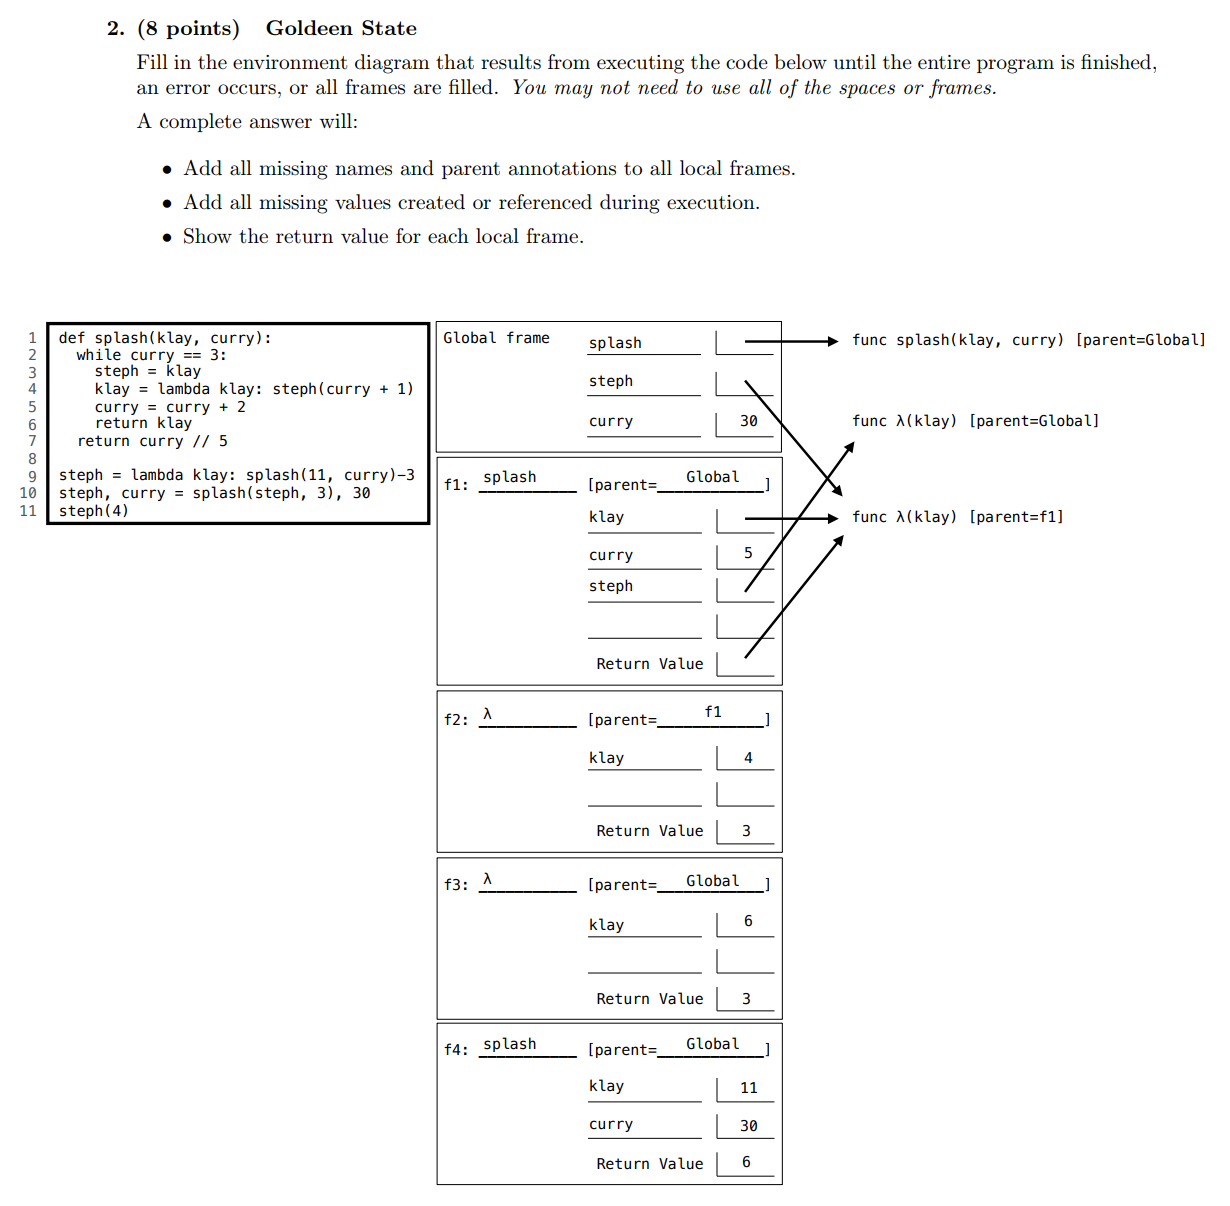 2. (8 points) Goldeen State
Fill in the environment diagram that results from executing the code below until the entire program is finished,
an error occurs, or all frames are filled. You may not need to use all of the spaces or frames.
A complete answer will:
• Add all missing names and parent annotations to all local frames.
• Add all missing values created or referenced during execution.
• Show the return value for each local frame.
1 def splash(klay, curry):
2 while curry == 3:
3 steph = klay
4 klay = lambda klay: steph(curry + 1)
5 curry = curry + 2
6 return klay
7 return curry // 5
8
9 steph = lambda klay: splash(11, curry)-3
10 steph, curry = splash(steph, 3), 30
11 steph(4)
Global frame
splash
func splash(klay, curry) [parent=Global]
steph
curry 30
func λ(klay) [parent=Global]
f1: splash [parent=Global]
klay
func λ(klay) [parent=f1]
curry 5
steph
Return Value
f2: λ [parent=f1]
klay 4
Return Value 3
f3: λ [parent=Global]
klay 6
Return Value 3
f4: splash [parent=Global]
klay 11
curry 30
Return Value 6